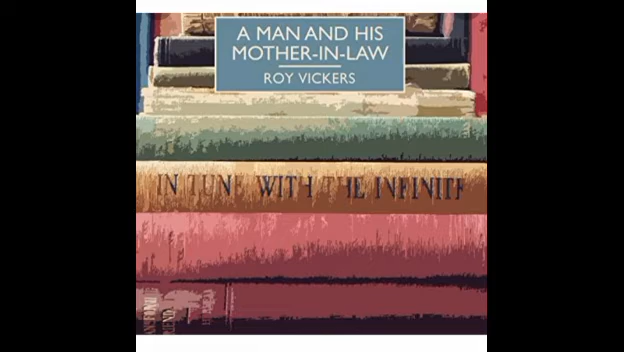 A MAN AND HIS
MOTHER-IN-LAW
ROY VICKERS
IN TUNE WITH THE INFINITE